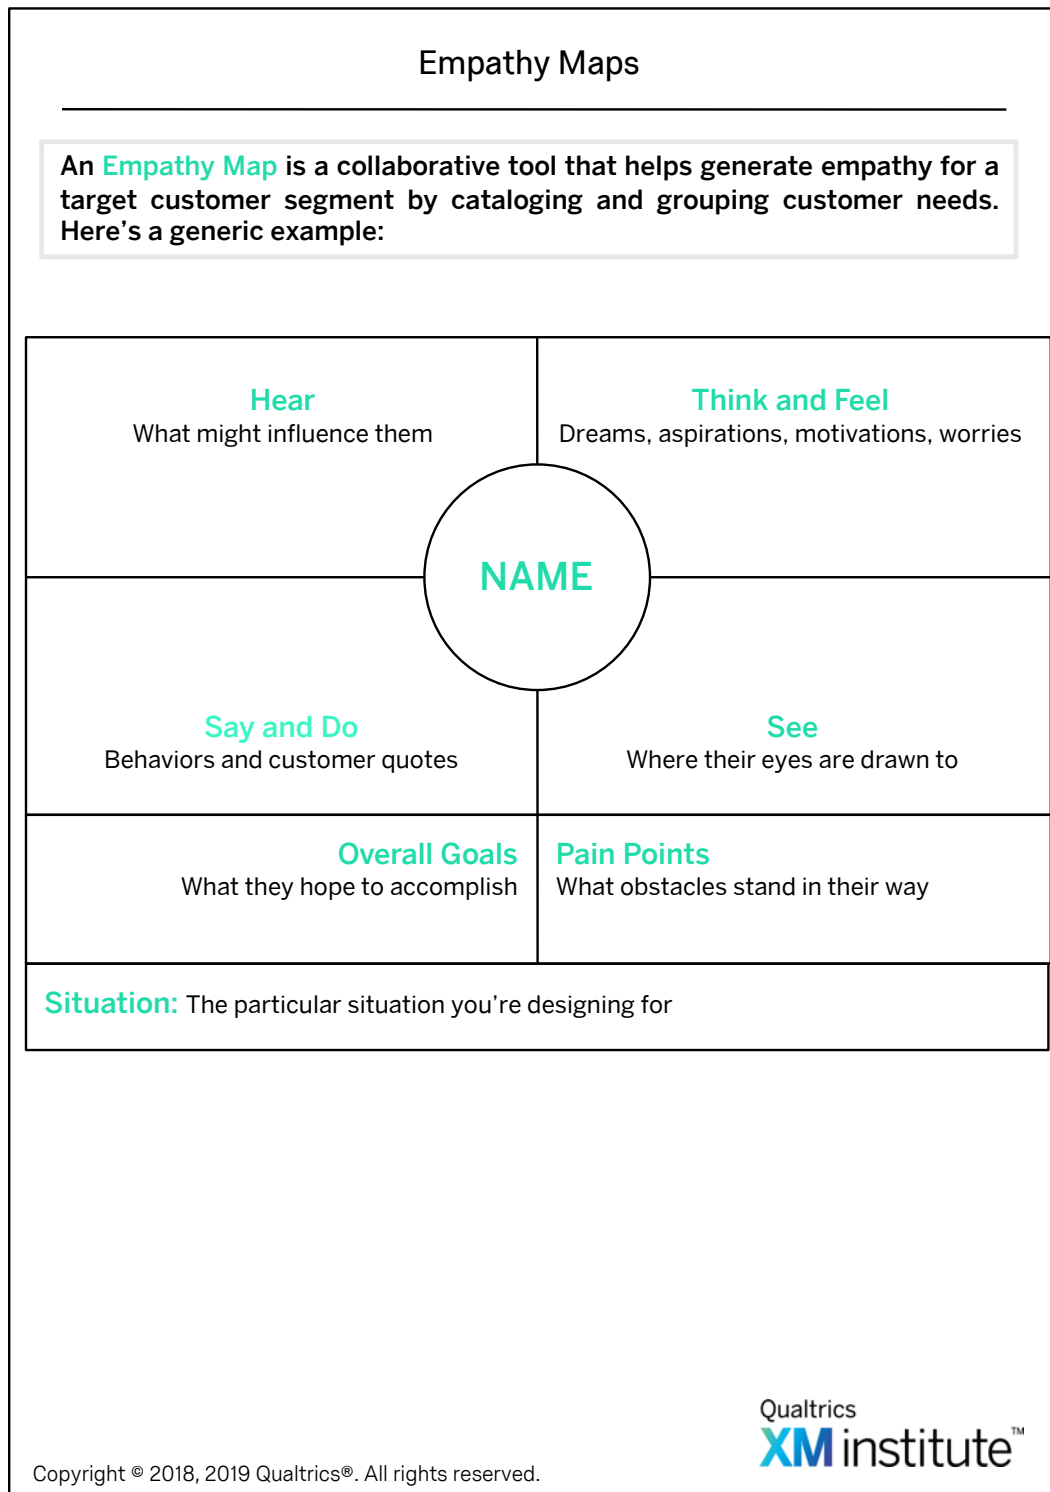 Empathy Maps
An Empathy Map is a collaborative tool that helps generate empathy for a
target customer segment by cataloging and grouping customer needs.
Here’s a generic example:
Hear
What might influence them
Think and Feel
Dreams, aspirations, motivations, worries
NAME
Say and Do
Behaviors and customer quotes
See
Where their eyes are drawn to
Overall Goals
What they hope to accomplish
Pain Points
What obstacles stand in their way
Situation: The particular situation you’re designing for
Qualtrics
XM institute™
Copyright © 2018, 2019 Qualtrics®. All rights reserved.